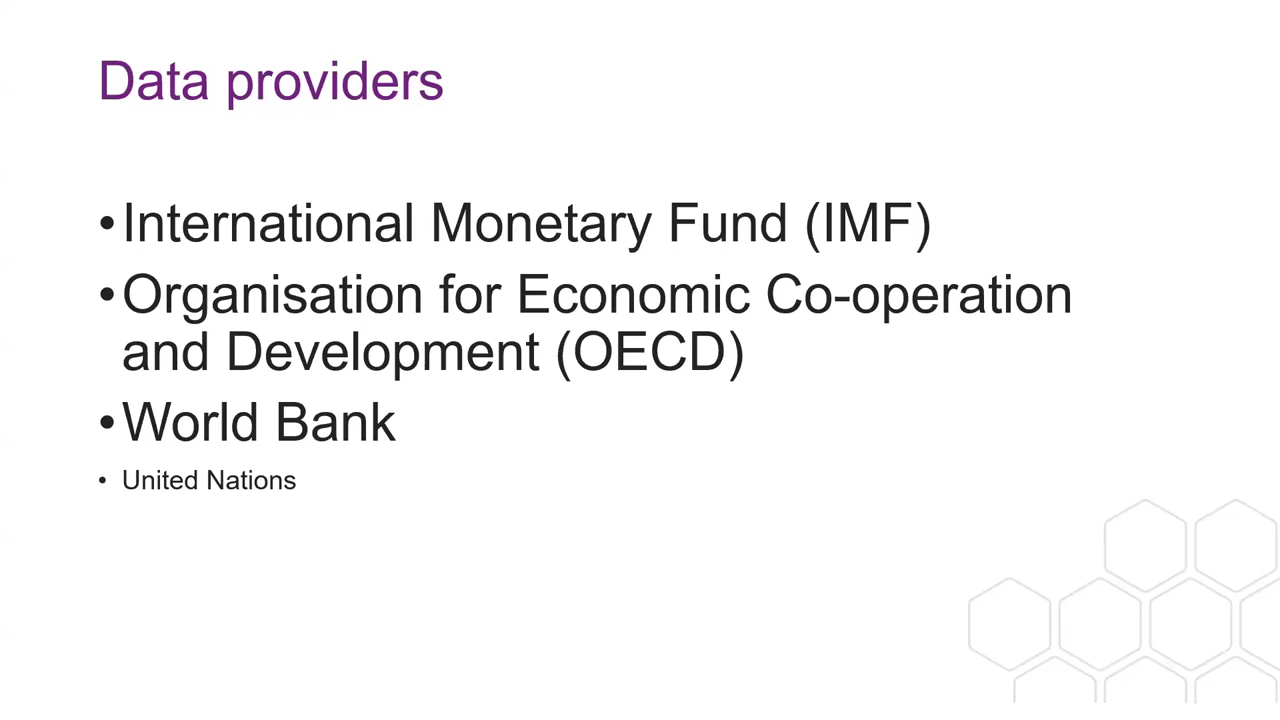 Data providers
•International Monetary Fund (IMF)
•Organisation for Economic Co-operation
and Development (OECD)
•World Bank
• United Nations